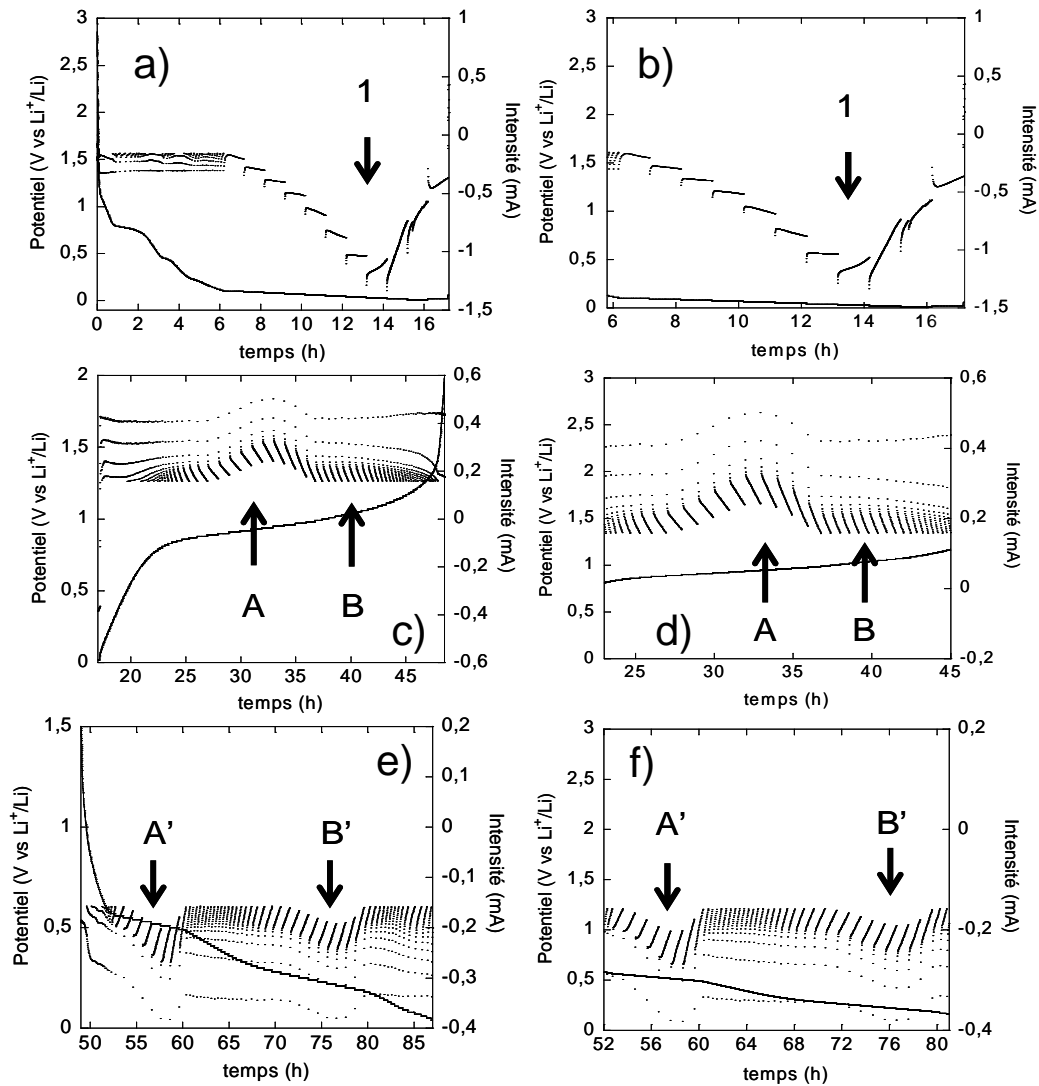 a)
1
3
2,5
2
1,5
1
0,5
0
Potentiel (V vs Li+/Li)
1
0,5
0
-0,5
-1
-1,5
Intensité (mA)
0 2 4 6 8 10 12 14 16
temps (h)
b)
1
3
2,5
2
1,5
1
0,5
0
Potentiel (V vs Li+/Li)
1
0,5
0
-0,5
-1
-1,5
Intensité (mA)
6 8 10 12 14 16
temps (h)
2
1,5
1
0,5
0
Potentiel (V vs Li+/Li)
0,6
0,4
0,2
0
-0,2
-0,4
-0,6
Intensité (mA)
A B
c)
20 25 30 35 40 45
temps (h)
3
2,5
2
1,5
1
0,5
0
Potentiel (V vs Li+/Li)
0,6
0,4
0,2
0
-0,2
Intensité (mA)
A B
d)
25 30 35 40 45
temps (h)
e)
A' B'
1,5
1
0,5
0
Potentiel (V vs Li+/Li)
0,2
0,1
0
-0,1
-0,2
-0,3
-0,4
Intensité (mA)
50 55 60 65 70 75 80 85
temps (h)
f)
A' B'
3
2,5
2
1,5
1
0,5
0
Potentiel (V vs Li+/Li)
0,2
0,1
0
-0,1
-0,2
-0,3
-0,4
Intensité (mA)
52 56 60 64 68 72 76 80
temps (h)